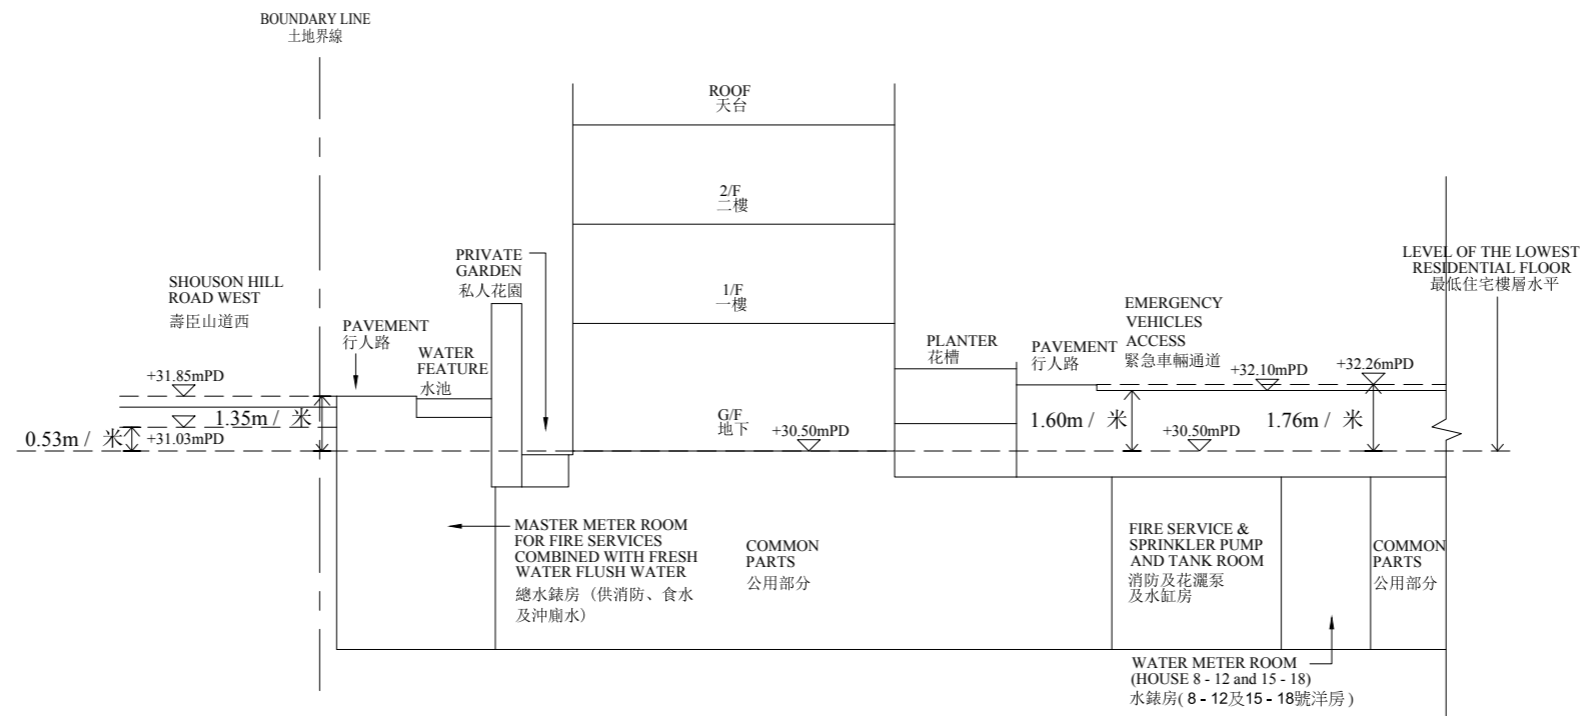 BOUNDARY LINE
土地界線
ROOF
天台
2/F
二樓
PRIVATE
GARDEN
私人花園
LEVEL OF THE LOWEST
RESIDENTIAL FLOOR
最低住宅樓層水平
SHOUSON HILL
ROAD WEST
壽臣山道西
1/F
一樓
EMERGENCY
VEHICLES
ACCESS
緊急車輛通道
PAVEMENT
行人路
WATER
FEATURE
水池
PLANTER
花槽
PAVEMENT
行人路
+31.85mPD
+32.10mPD
+32.26mPD
1.35m / 米
G/F
地下
+30.50mPD
1.60m / 米
+30.50mPD
1.76m / 米
0.53m / 米
+31.03mPD
MASTER METER ROOM
FOR FIRE SERVICES
COMBINED WITH FRESH
WATER FLUSH WATER
總水錶房（供消防、食水
及沖廁水）
COMMON
PARTS
公用部分
FIRE SERVICE &
SPRINKLER PUMP
AND TANK ROOM
消防及花灑泵
及水缸房
COMMON
PARTS
公用部分
WATER METER ROOM
(HOUSE 8 - 12 and 15 - 18)
水錶房( 8 - 12及15 - 18號洋房 )